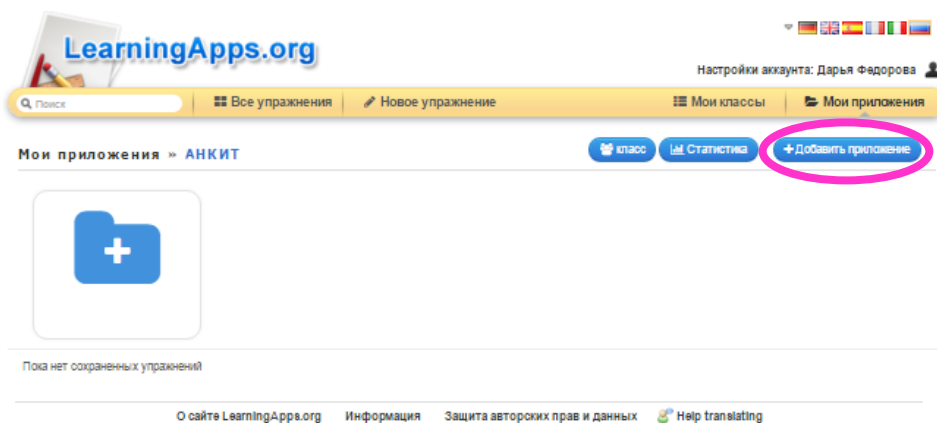 LearningApps.org
Настройки аккаунта: Дарья Федорова
Поиск
Все упражнения
Новое упражнение
Мои классы
Мои приложения
Мои приложения » АНКИТ
класс
Статистика
+Добавить приложение
Пока нет сохраненных упражнений
О сайте LearningApps.org
Информация
Защита авторских прав и данных
Help translating